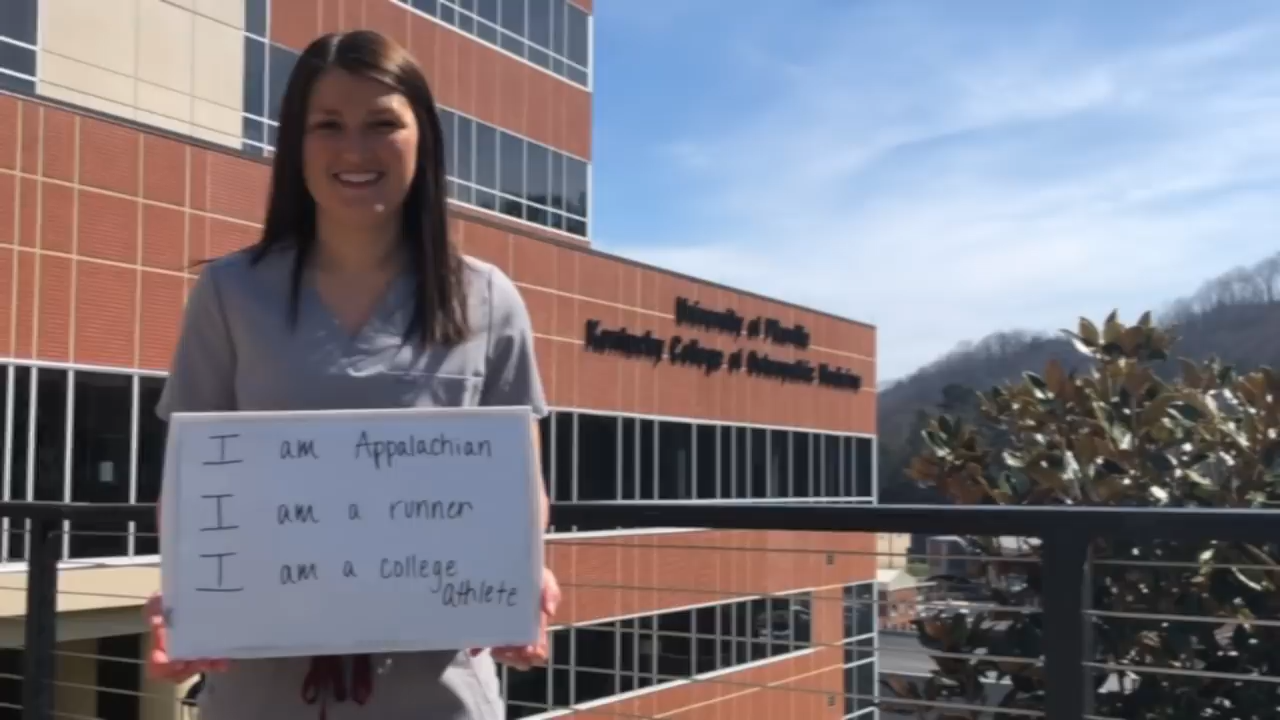 I am Appalachian
I am a runner
I am a college
athlete
University of Pikeville
Kentucky College of Osteopathic Medicine